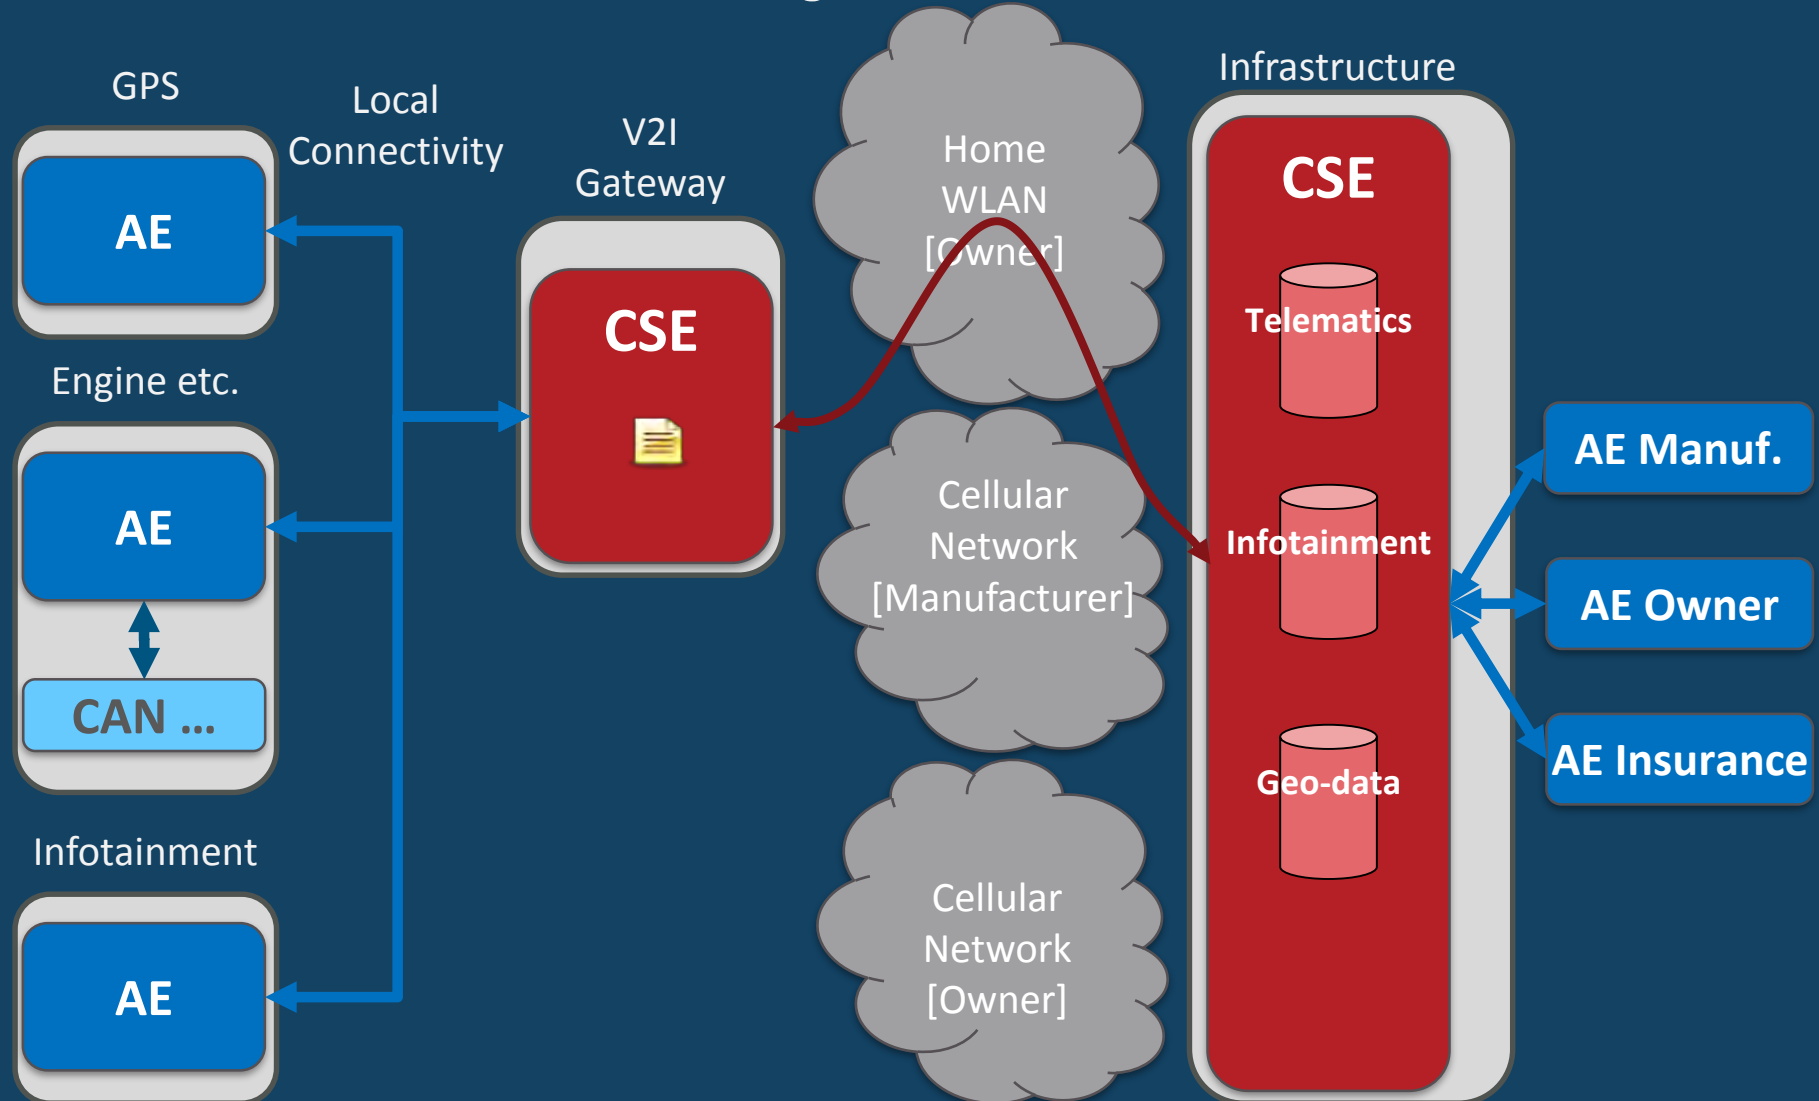 GPS
AE
Local
Connectivity
Engine etc.
AE
CAN ...
Infotainment
AE
V2I
Gateway
CSE
Home
WLAN
[Owner]
Cellular
Network
[Manufacturer]
Cellular
Network
[Owner]
Infrastructure
CSE
Telematics
Infotainment
Geo-data
AE Manuf.
AE Owner
AE Insurance